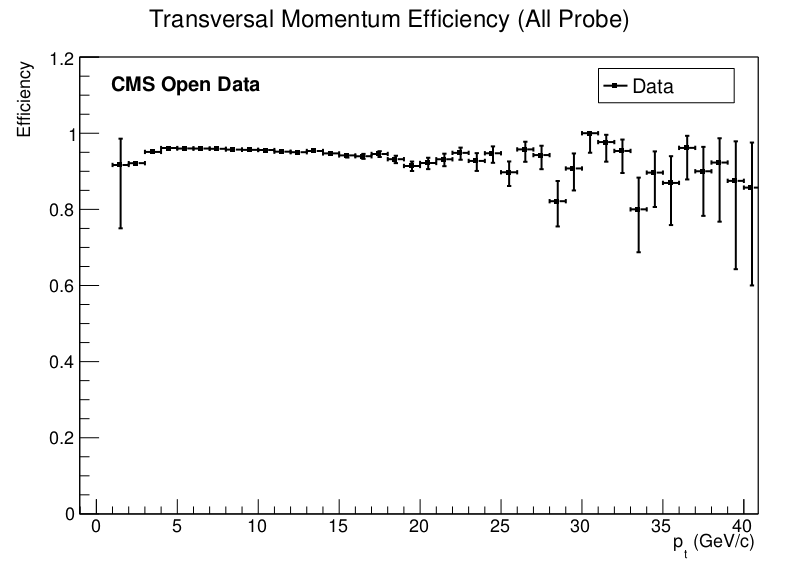 Transversal Momentum Efficiency (All Probe)
Efficiency
CMS Open Data
Data
1.2
1
0.8
0.6
0.4
0.2
0
0 5 10 15 20 25 30 35 40
pt (GeV/c)